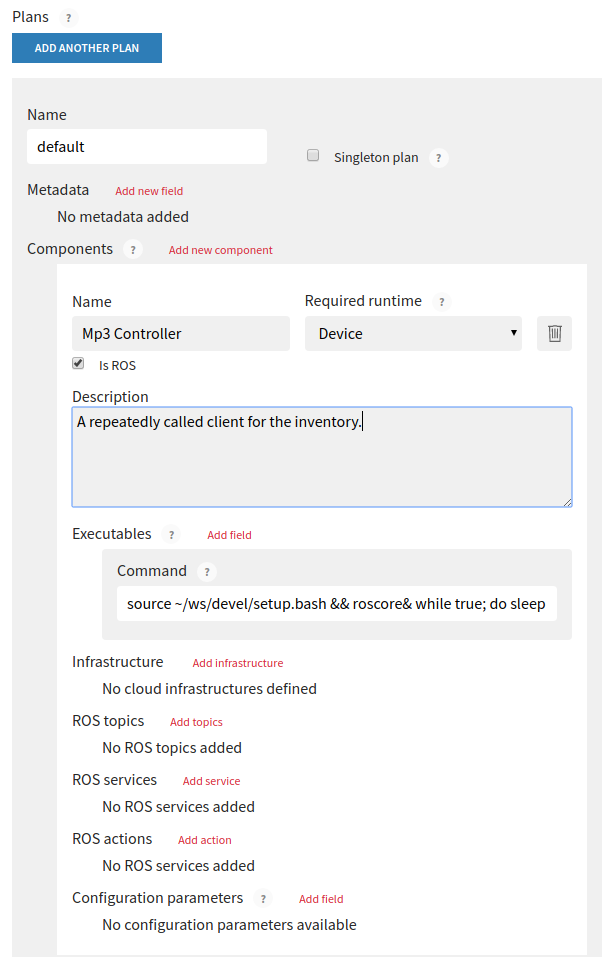 Plans ?
ADD ANOTHER PLAN
Name
default
Singleton plan ?
Metadata Add new field
No metadata added
Components ? Add new component
Name Required runtime ?
Mp3 Controller Device
Is ROS
Description
A repeatedly called client for the inventory.
Executables ? Add field
Command ?
source ~/ws/devel/setup.bash && roscore& while true; do sleep
Infrastructure Add infrastructure
No cloud infrastructures defined
ROS topics Add topics
No ROS topics added
ROS services Add service
No ROS services added
ROS actions Add action
No ROS services added
Configuration parameters ? Add field
No configuration parameters available